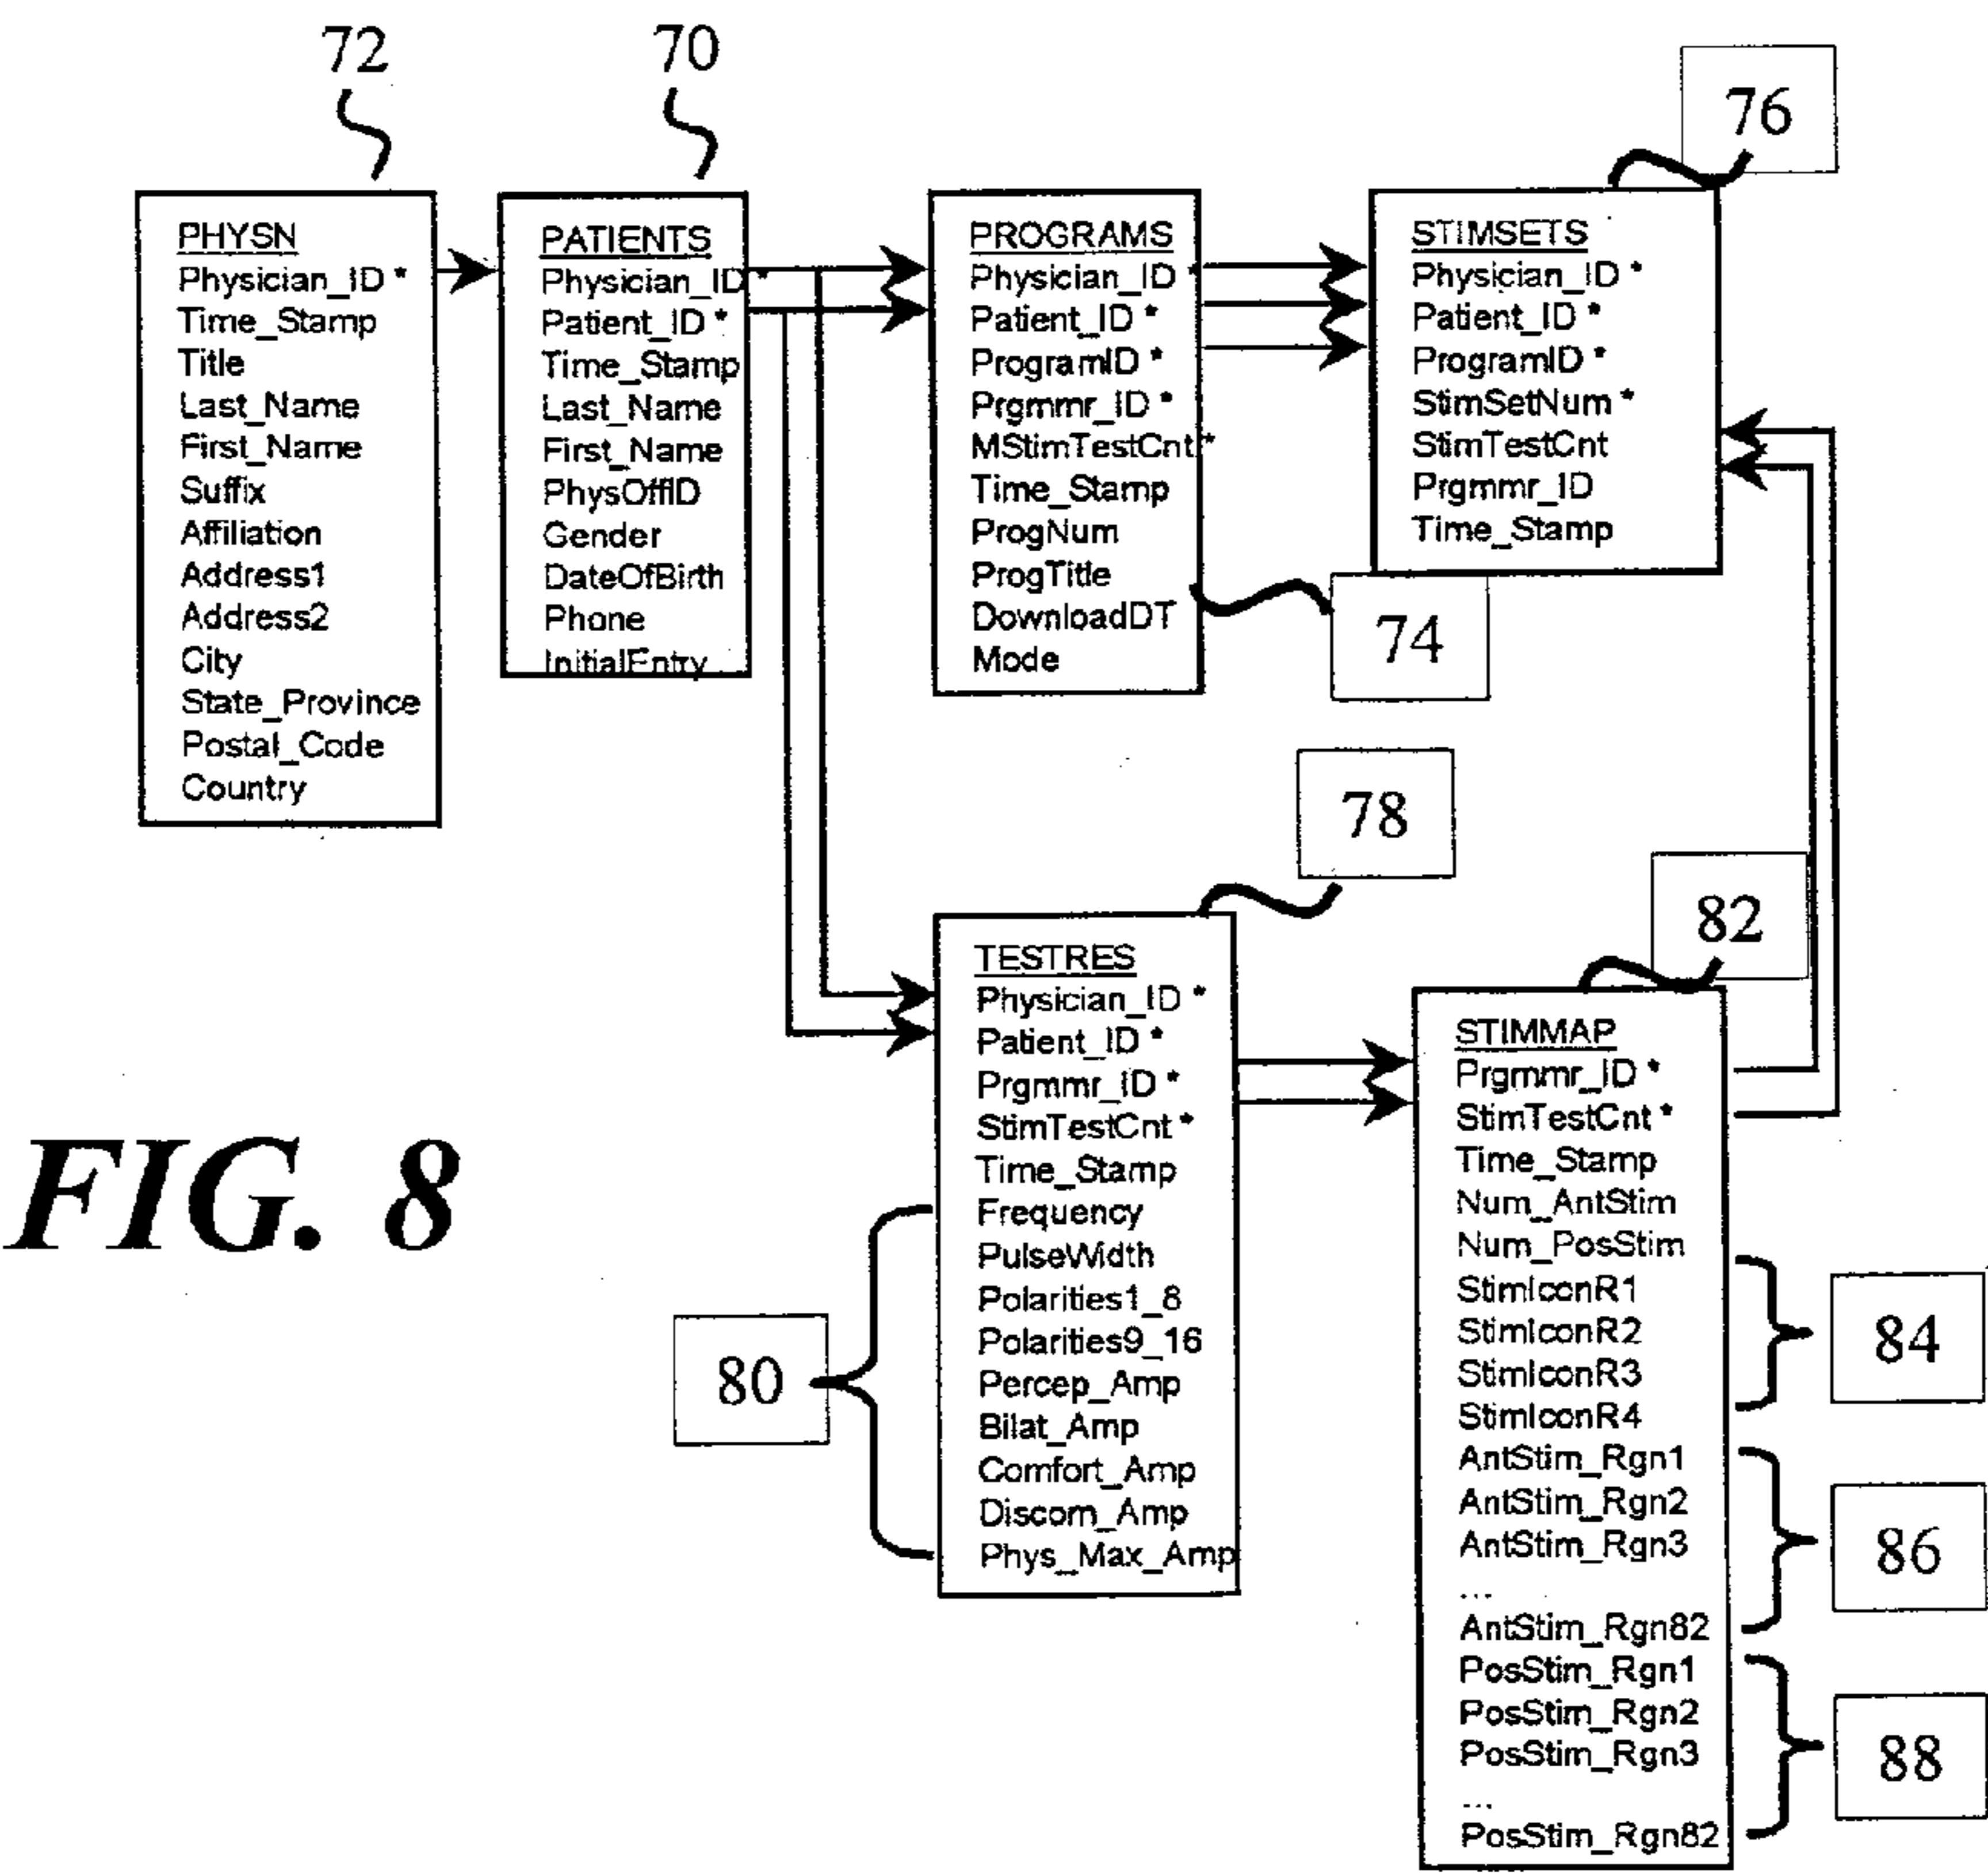 72
70
76
PHYSN
Physician_ID *
Time_Stamp
Title
Last_Name
First_Name
Suffix
Affiliation
Address1
Address2
City
State_Province
Postal_Code
Country
PATIENTS
Physician_ID *
Patient_ID *
Time_Stamp
Last_Name
First_Name
PhysOffID
Gender
DateOfBirth
Phone
InitialEntry
PROGRAMS
Physician_ID *
Patient_ID *
ProgramID *
Prgmmr_ID *
MStimTestCnt *
Time_Stamp
ProgNum
ProgTitle
DownloadDT
Mode
STIMSETS
Physician_ID *
Patient_ID *
ProgramID *
StimSetNum *
StimTestCnt
Prgmmr_ID
Time_Stamp
74
78
82
TESTRES
Physician_ID *
Patient_ID *
Prgmmr_ID *
StimTestCnt *
Time_Stamp
Frequency
PulseWidth
Polarities1_8
Polarities9_16
Percep_Amp
Bilat_Amp
Comfort_Amp
Discom_Amp
Phys_Max_Amp
80
STIMMAP
Prgmmr_ID *
StimTestCnt *
Time_Stamp
Num_AntStim
Num_PosStim
StimIconR1
StimIconR2
StimIconR3
StimIconR4
AntStim_Rgn1
AntStim_Rgn2
AntStim_Rgn3
...
AntStim_Rgn82
PosStim_Rgn1
PosStim_Rgn2
PosStim_Rgn3
...
PosStim_Rgn82
84
86
88
FIG. 8